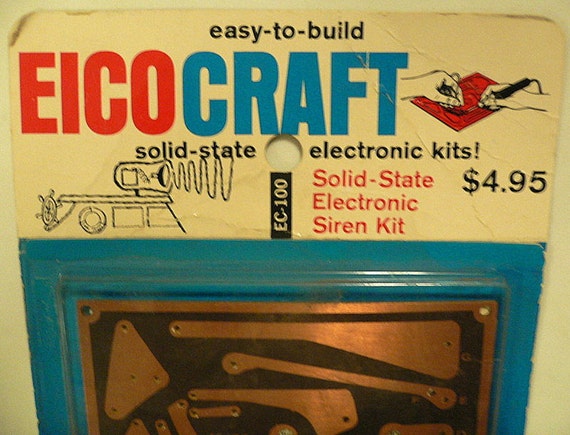 easy-to-build
EICOCRAFT
solid-state electronic kits!
EC-100
Solid-State
Electronic
Siren Kit
$4.95